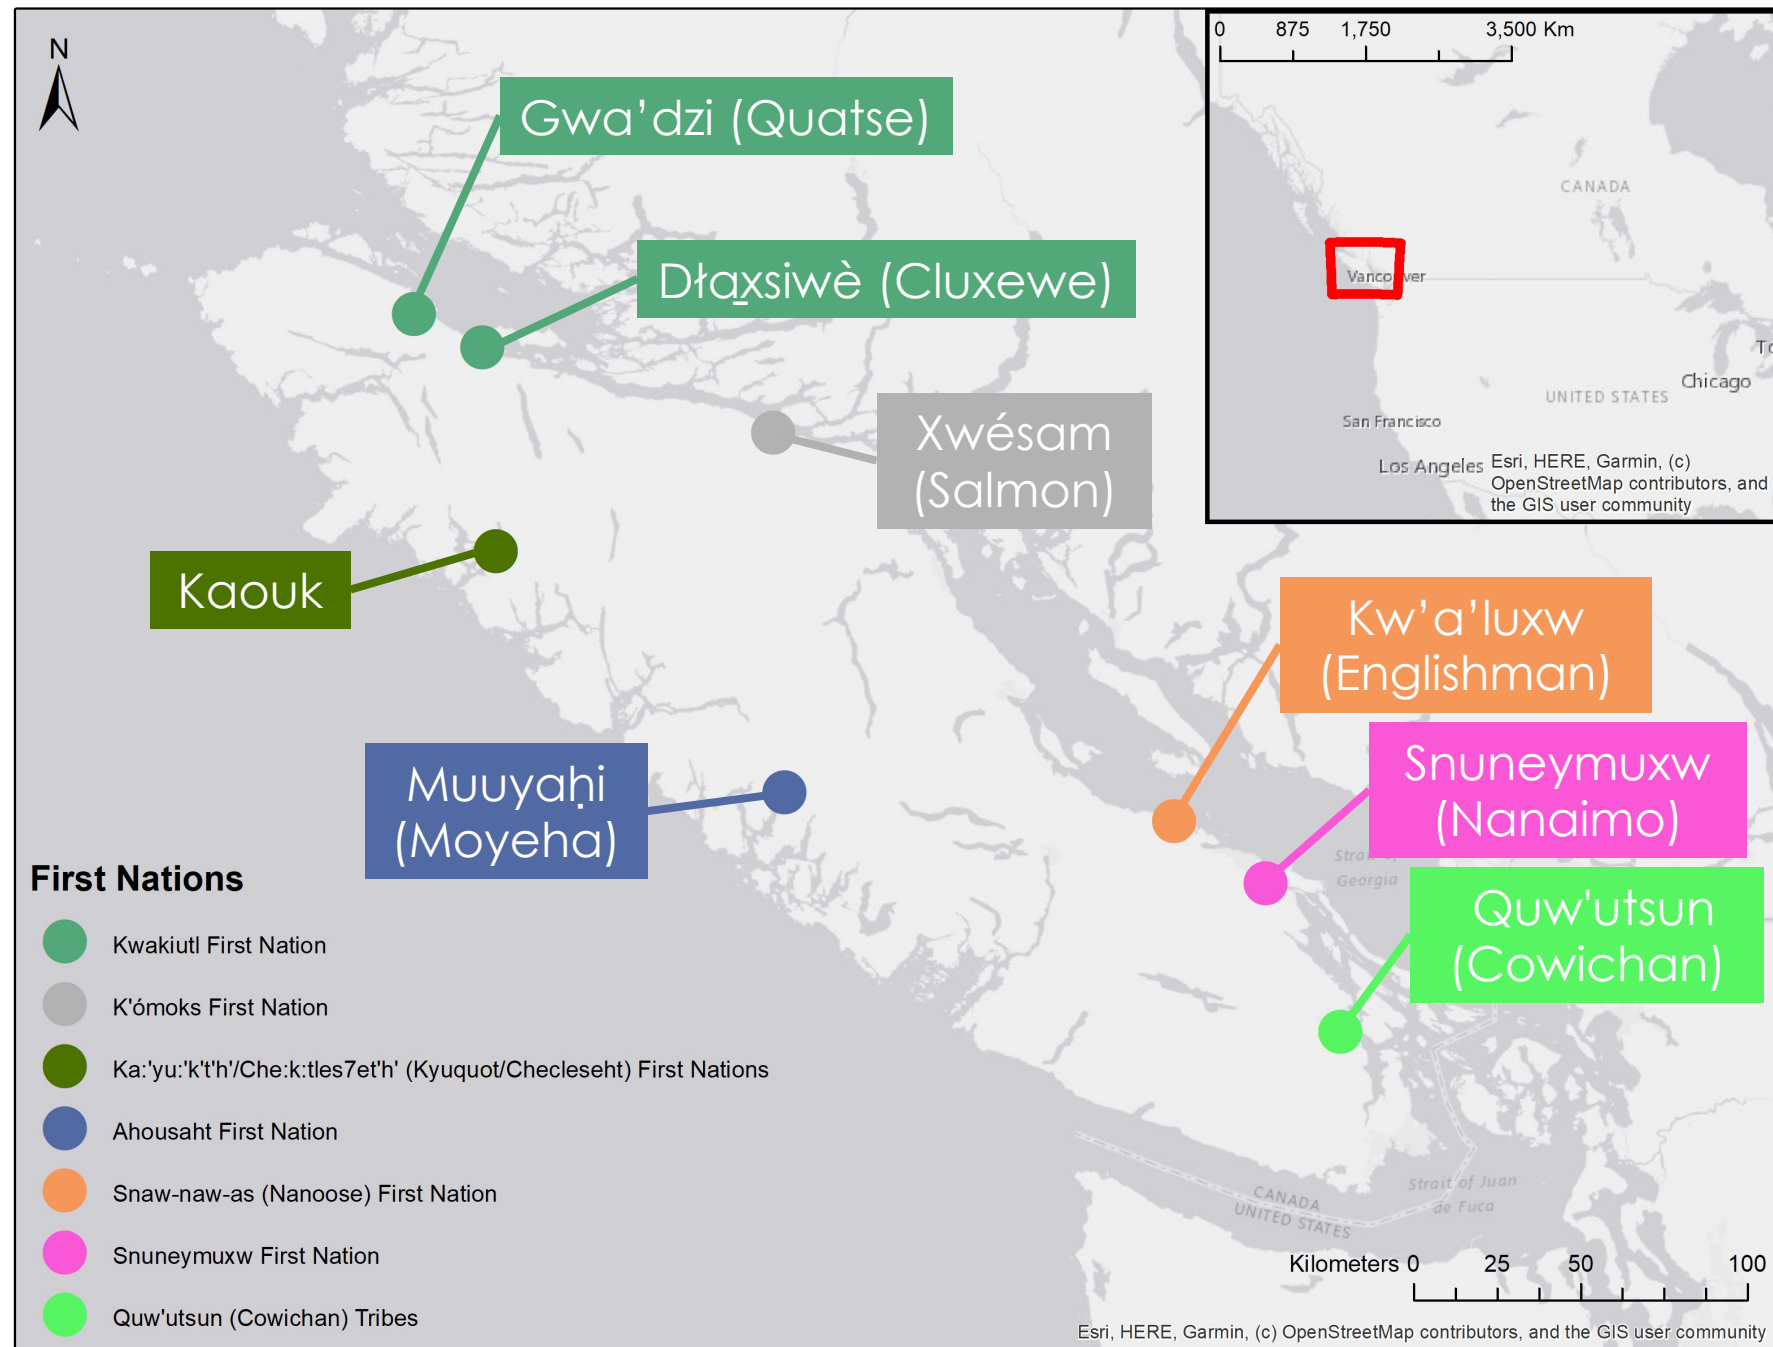 N
0 875 1,750 3,500 Km
CANADA
Vancouver
UNITED STATES
Chicago
San Francisco
Los Angeles
Esri, HERE, Garmin, (c)
OpenStreetMap contributors, and
the GIS user community
Gwa'dzi (Quatse)
Dła̱xsiwè (Cluxewe)
Xwésam
(Salmon)
Kaouk
Kw'a'luxw
(Englishman)
Snuneymuxw
(Nanaimo)
Muuyaḥi
(Moyeha)
Strait of
Georgia
Quw'utsun
(Cowichan)
First Nations
Kwakiutl First Nation
K'ómoks First Nation
Ka:'yu:'k't'h'/Che:k:tles7et'h' (Kyuquot/Checleseht) First Nations
Ahousaht First Nation
Snaw-naw-as (Nanoose) First Nation
Snuneymuxw First Nation
Quw'utsun (Cowichan) Tribes
CANADA
UNITED STATES
Strait of Juan
de Fuca
Kilometers 0 25 50 100
Esri, HERE, Garmin, (c) OpenStreetMap contributors, and the GIS user community